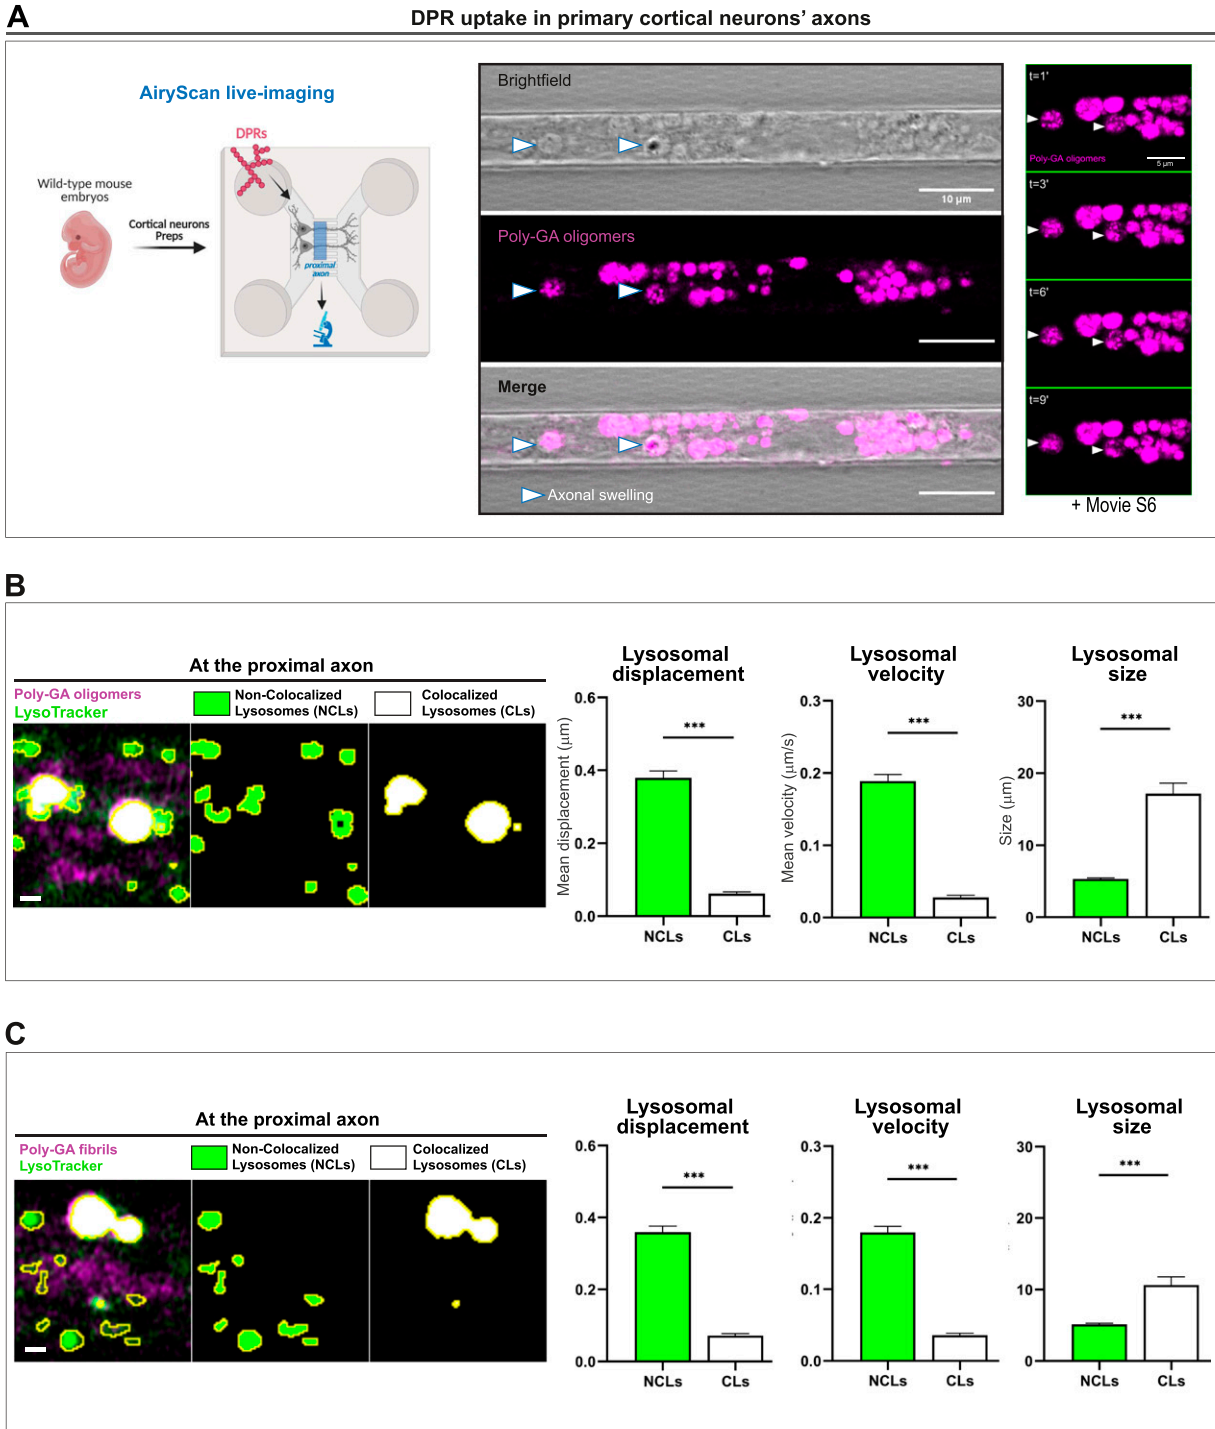 A
DPR uptake in primary cortical neurons’ axons
AiryScan live-imaging
DPRs
Wild-type mouse
embryos
Cortical neurons
Preps
proximal
axon
Brightfield
10 µm
Poly-GA oligomers
Merge
Axonal swelling
t=1'
Poly-GA oligomers
5 µm
t=3'
t=6'
t=9'
+ Movie S6
B
At the proximal axon
Poly-GA oligomers
LysoTracker
Non-Colocalized
Lysosomes (NCLs)
Colocalized
Lysosomes (CLs)
Lysosomal
displacement
Mean displacement (µm)
0.6
0.4
0.2
0.0
***
NCLs
CLs
Lysosomal
velocity
Mean velocity (µm/s)
0.3
0.2
0.1
0.0
***
NCLs
CLs
Lysosomal
size
Size (µm)
30
20
10
0
***
NCLs
CLs
C
At the proximal axon
Poly-GA fibrils
LysoTracker
Non-Colocalized
Lysosomes (NCLs)
Colocalized
Lysosomes (CLs)
Lysosomal
displacement
0.6
0.4
0.2
0.0
***
NCLs
CLs
Lysosomal
velocity
0.3
0.2
0.1
0.0
***
NCLs
CLs
Lysosomal
size
30
20
10
0
***
NCLs
CLs